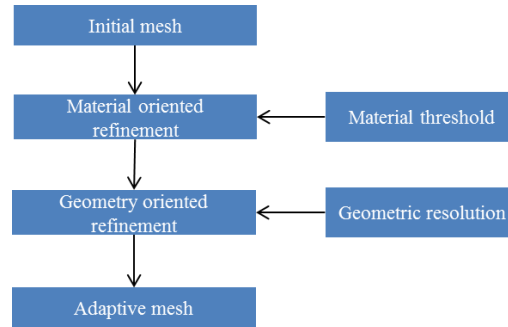 Initial mesh
Material oriented
refinement
Material threshold
Geometry oriented
refinement
Geometric resolution
Adaptive mesh